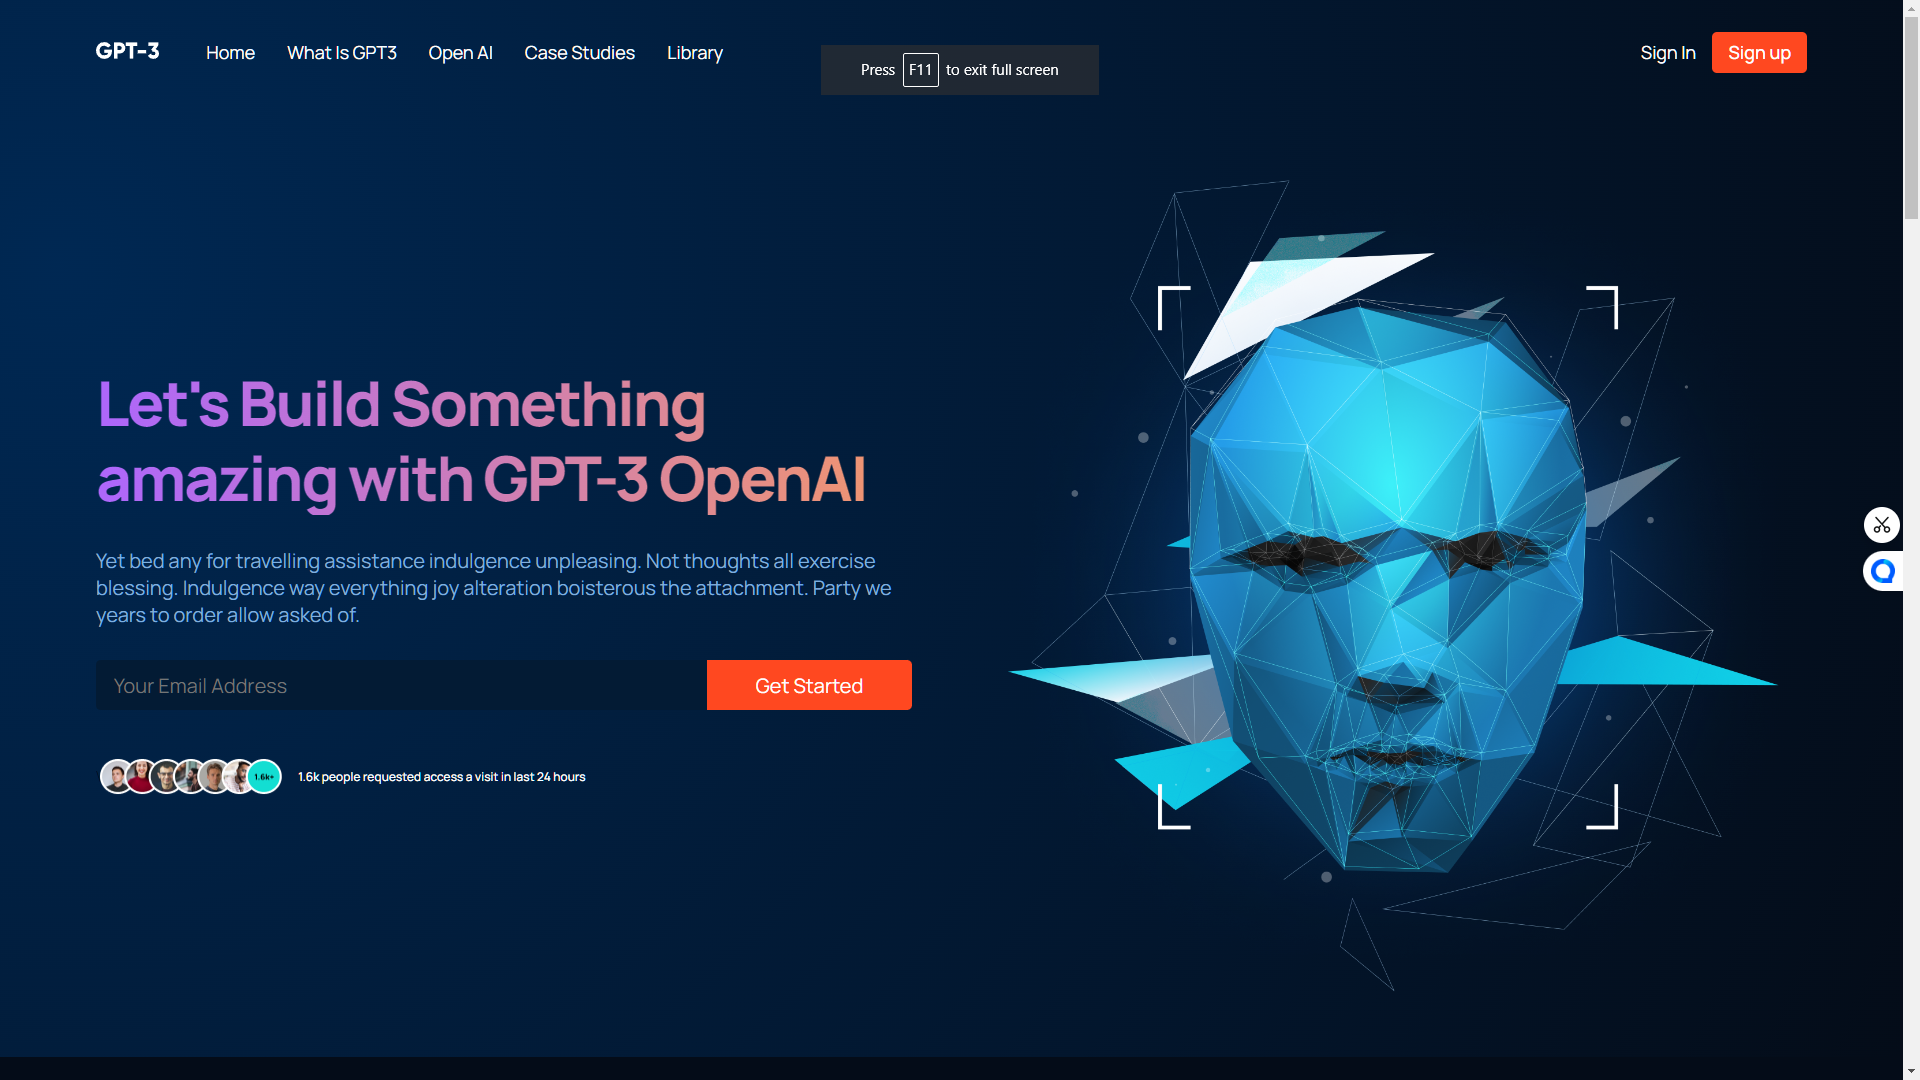 GPT-3
Home
What Is GPT3
Open AI
Case Studies
Library
Press F11 to exit full screen
Sign In
Sign up
Let's Build Something
amazing with GPT-3 OpenAI
Yet bed any for travelling assistance indulgence unpleasing. Not thoughts all exercise
blessing. Indulgence way everything joy alteration boisterous the attachment. Party we
years to order allow asked of.
Your Email Address
Get Started
1.6k+
1.6k people requested access a visit in last 24 hours